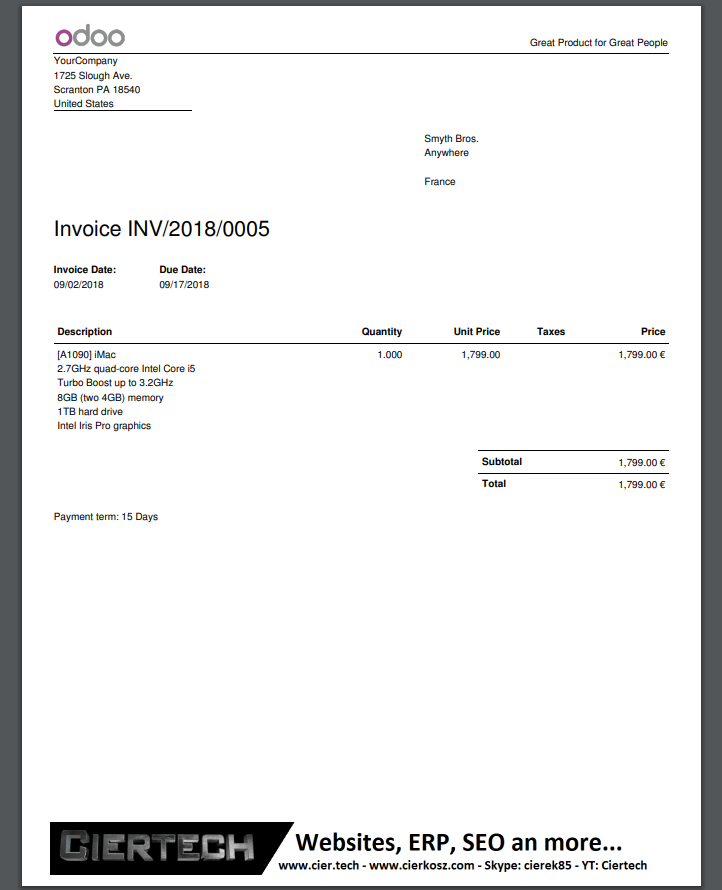 odoo
Great Product for Great People
YourCompany
1725 Slough Ave.
Scranton PA 18540
United States
Smyth Bros.
Anywhere
France
Invoice INV/2018/0005
Invoice Date: Due Date:
09/02/2018 09/17/2018
Description Quantity Unit Price Taxes Price
[A1090] iMac 1.000 1,799.00 1,799.00 €
2.7GHz quad-core Intel Core i5
Turbo Boost up to 3.2GHz
8GB (two 4GB) memory
1TB hard drive
Intel Iris Pro graphics
Subtotal 1,799.00 €
Total 1,799.00 €
Payment term: 15 Days
CIERTECH
Websites, ERP, SEO an more...
www.cier.tech - www.cierkosz.com - Skype: cierek85 - YT: Ciertech